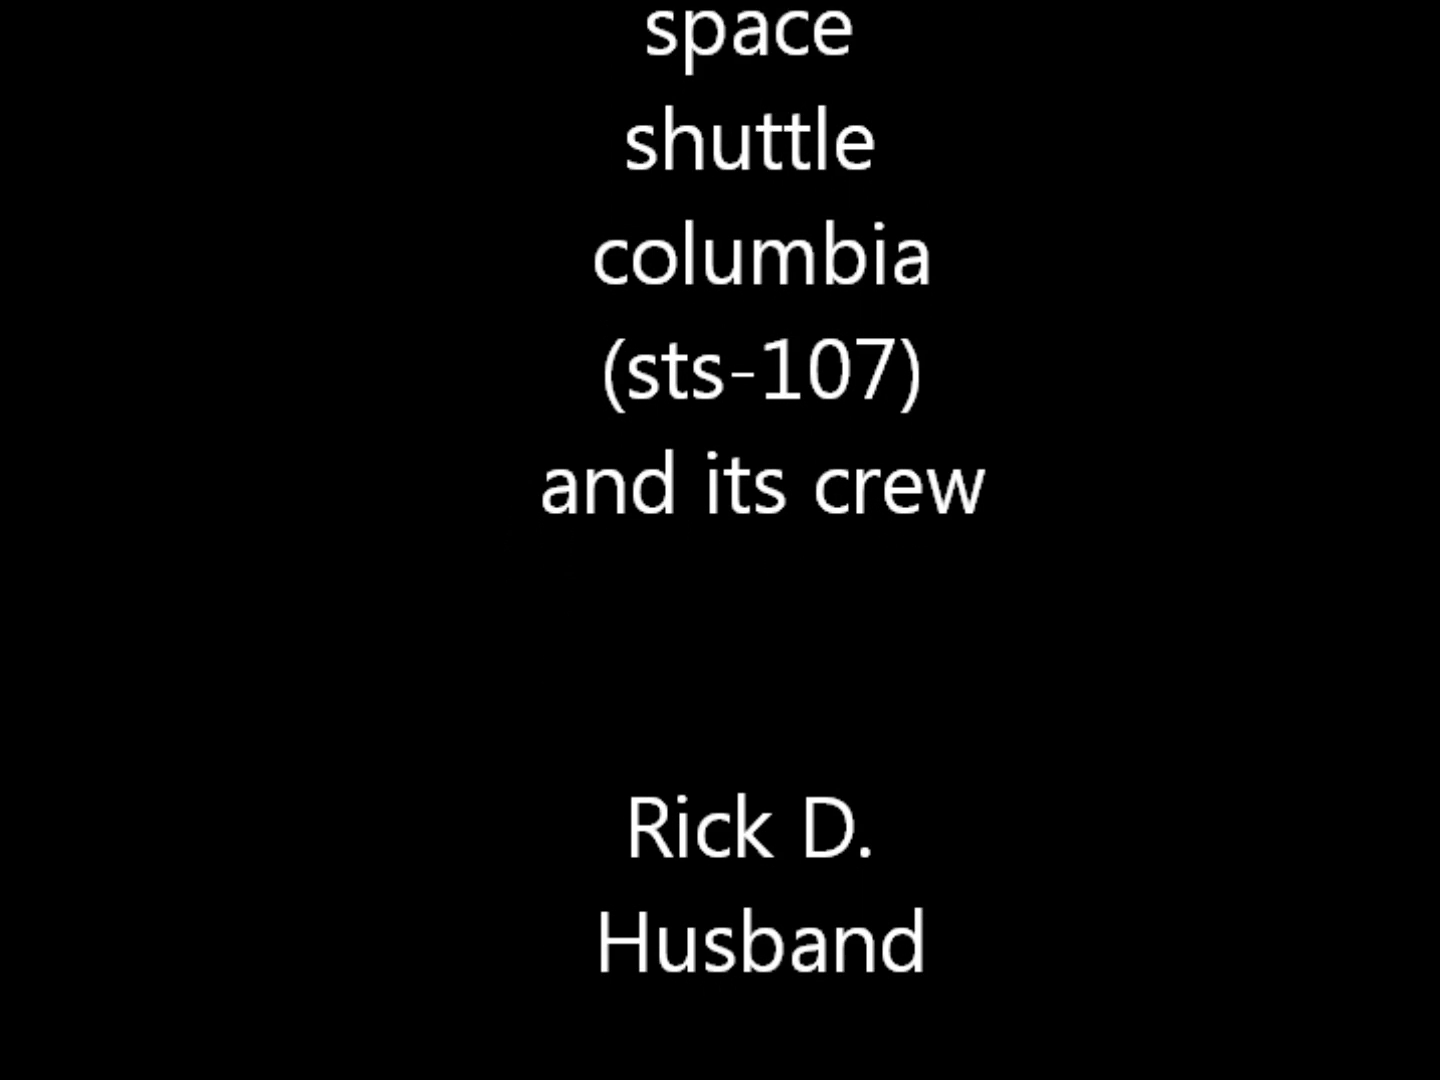 space
shuttle
columbia
(sts-107)
and its crew
Rick D.
Husband